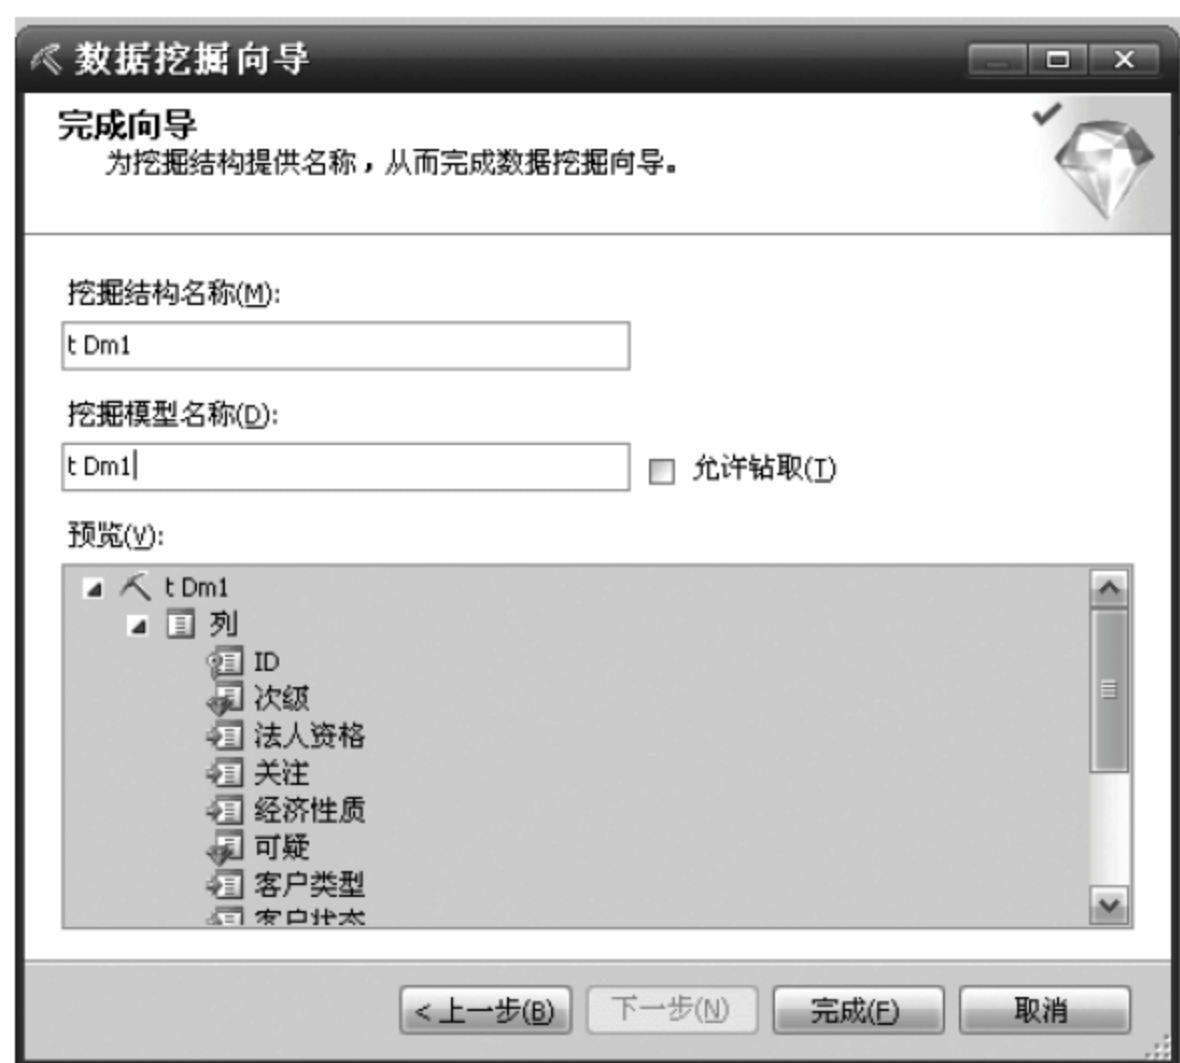 数据挖掘向导
完成向导
为挖掘结构提供名称，从而完成数据挖掘向导。
挖掘结构名称(M):
t Dm1
挖掘模型名称(D):
t Dm1
允许钻取(T)
预览(V):
t Dm1
列
ID
次级
法人资格
关注
经济性质
可疑
客户类型
客户状态
< 上一步(B)
下一步(N)
完成(F)
取消